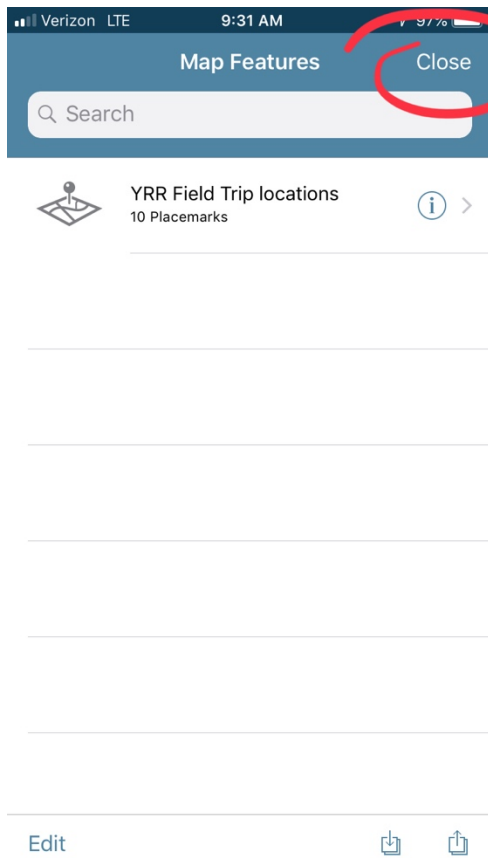 Verizon LTE 9:31 AM 97%
Map Features Close
Search
YRR Field Trip locations
10 Placemarks
Edit